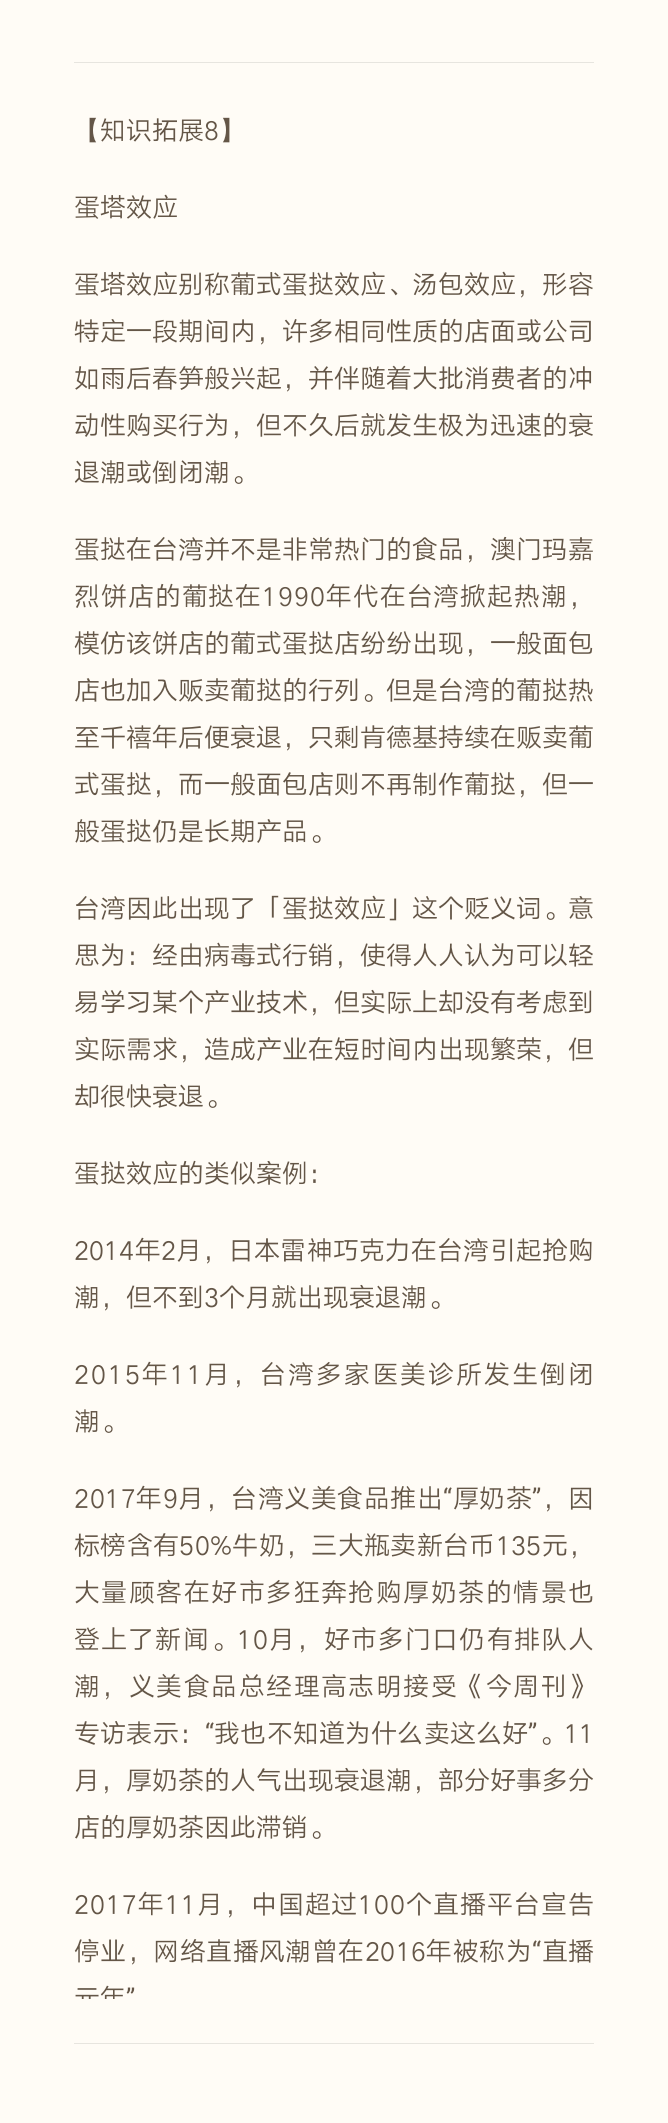 【知识拓展8】
蛋塔效应
蛋塔效应别称葡式蛋挞效应、汤包效应，形容
特定一段期间内，许多相同性质的店面或公司
如雨后春笋般兴起，并伴随着大批消费者的冲
动性购买行为，但不久后就发生极为迅速的衰
退潮或倒闭潮。
蛋挞在台湾并不是非常热门的食品，澳门玛嘉
烈饼店的葡挞在1990年代在台湾掀起热潮，
模仿该饼店的葡式蛋挞店纷纷出现，一般面包
店也加入贩卖葡挞的行列。但是台湾的葡挞热
至千禧年后便衰退，只剩肯德基持续在贩卖葡
式蛋挞，而一般面包店则不再制作葡挞，但一
般蛋挞仍是长期产品。
台湾因此出现了「蛋挞效应」这个贬义词。意
思为：经由病毒式行销，使得人人认为可以轻
易学习某个产业技术，但实际上却没有考虑到
实际需求，造成产业在短时间内出现繁荣，但
却很快衰退。
蛋挞效应的类似案例：
2014年2月，日本雷神巧克力在台湾引起抢购
潮，但不到3个月就出现衰退潮。
2015年11月，台湾多家医美诊所发生倒闭
潮。
2017年9月，台湾义美食品推出“厚奶茶”，因
标榜含有50%牛奶，三大瓶卖新台币135元，
大量顾客在好市多狂奔抢购厚奶茶的情景也
登上了新闻。10月，好市多门口仍有排队人
潮，义美食品总经理高志明接受《今周刊》
专访表示：“我也不知道为什么卖这么好”。11
月，厚奶茶的人气出现衰退潮，部分好事多分
店的厚奶茶因此滞销。
2017年11月，中国超过100个直播平台宣告
停业，网络直播风潮曾在2016年被称为“直播
元年”